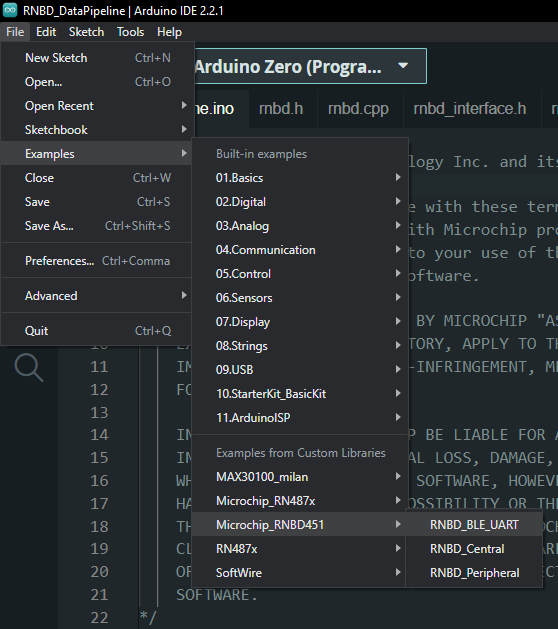 RNBD_DataPipeline | Arduino IDE 2.2.1
File Edit Sketch Tools Help
New Sketch Ctrl+N
Open... Ctrl+O
Open Recent
Sketchbook
Examples
Close Ctrl+W
Save Ctrl+S
Save As... Ctrl+Shift+S
Preferences... Ctrl+Comma
Advanced
Quit Ctrl+Q
Arduino Zero (Progra...
ne.ino rnbd.h rnbd.cpp rnbd_interface.h
Built-in examples
01.Basics
02.Digital
03.Analog
04.Communication
05.Control
06.Sensors
07.Display
08.Strings
09.USB
10.StarterKit_BasicKit
11.ArduinoISP
Examples from Custom Libraries
MAX30100_milan
Microchip_RN487x
Microchip_RNBD451
RN487x
SoftWire
RNBD_BLE_UART
RNBD_Central
RNBD_Peripheral
ology Inc. and its
e with these ter
ith Microchip pro
to your use of th
oftware.
BY MICROCHIP "AS
TORY, APPLY TO TH
11 IM -INFRINGEMENT, ME
12 FO
13
14 IN P BE LIABLE FOR A
15 IN AL LOSS, DAMAGE,
16 WH SOFTWARE, HOWEVE
17 HA OSSIBILITY OR THE
18 TH
19 CL
20 OF
21 SOFTWARE.
22 */